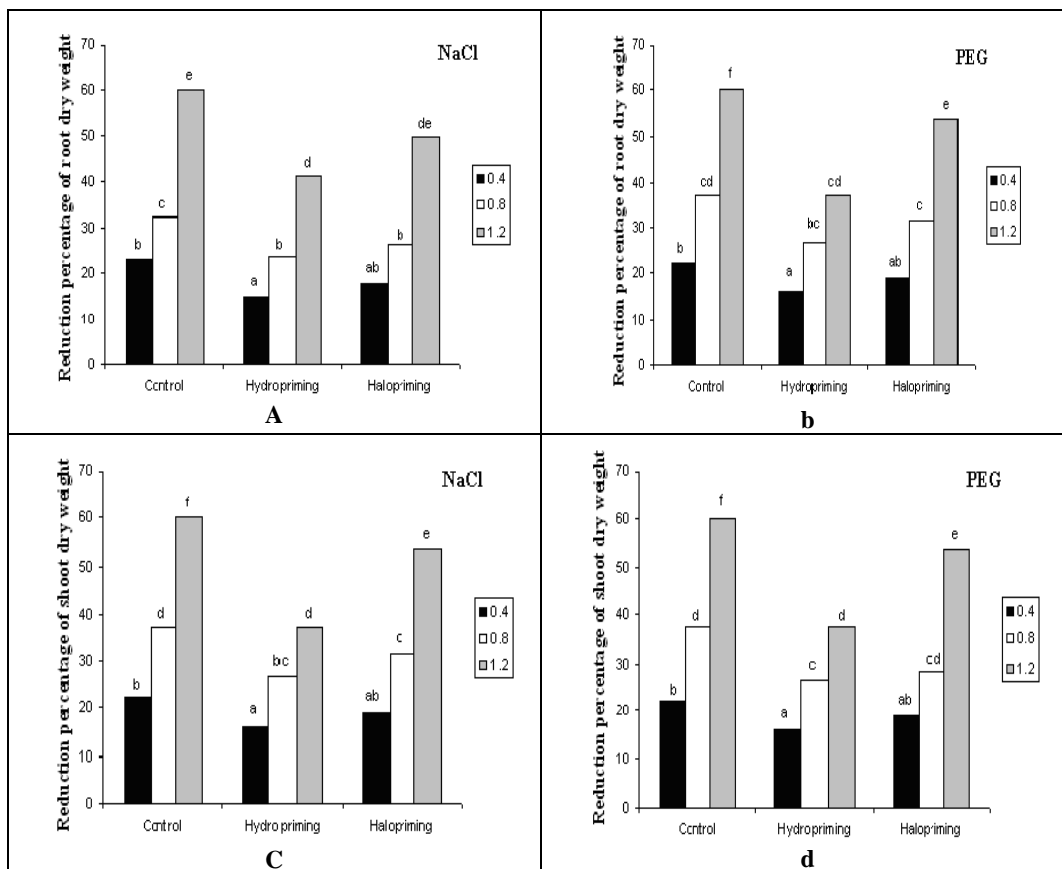 NaCl
Reduction percentage of root dry weight
70
60
50
40
30
20
10
0
b
c
e
a
b
d
ab
b
de
0.4
0.8
1.2
Control
Hydropriming
Halopriming
A
PEG
Reduction percentage of root dry weight
70
60
50
40
30
20
10
0
b
cd
f
a
bc
cd
ab
c
e
0.4
0.8
1.2
Control
Hydropriming
Halopriming
b
NaCl
Reduction percentage of shoot dry weight
70
60
50
40
30
20
10
0
b
d
f
a
bc
d
ab
c
e
0.4
0.8
1.2
Control
Hydropriming
Halopriming
C
PEG
Reduction percentage of shoot dry weight
70
60
50
40
30
20
10
0
b
d
f
a
c
d
ab
cd
e
0.4
0.8
1.2
Control
Hydropriming
Halopriming
d